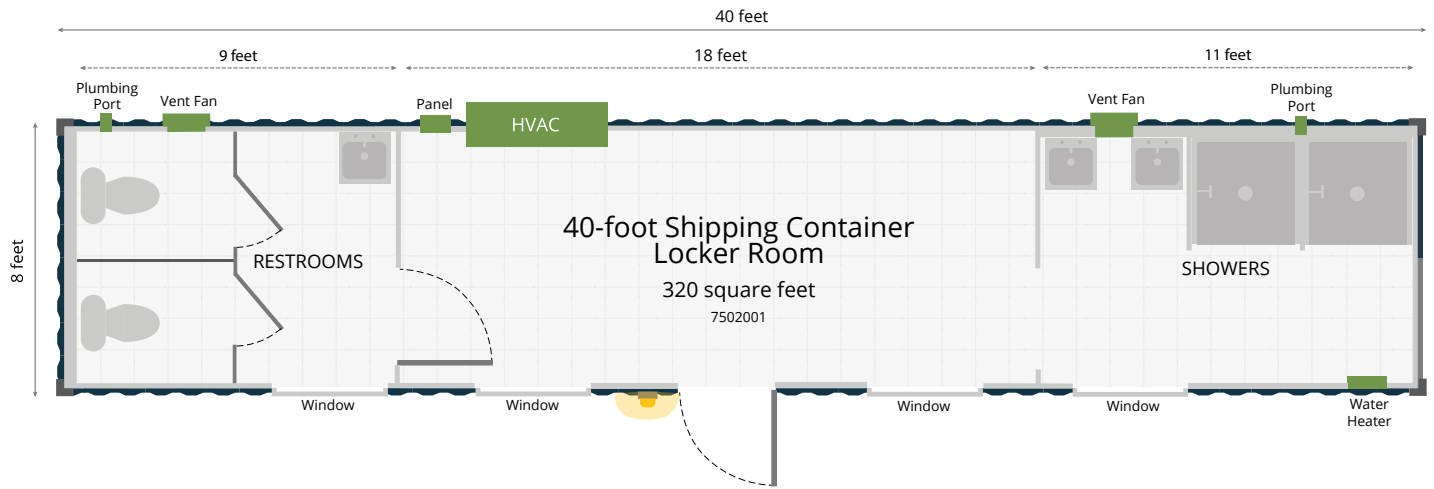 40 feet
9 feet
18 feet
11 feet
Plumbing
Port
Vent Fan
Panel
HVAC
Vent Fan
Plumbing
Port
8 feet
RESTROOMS
40-foot Shipping Container
Locker Room
320 square feet
7502001
SHOWERS
Window
Window
Window
Window
Water
Heater